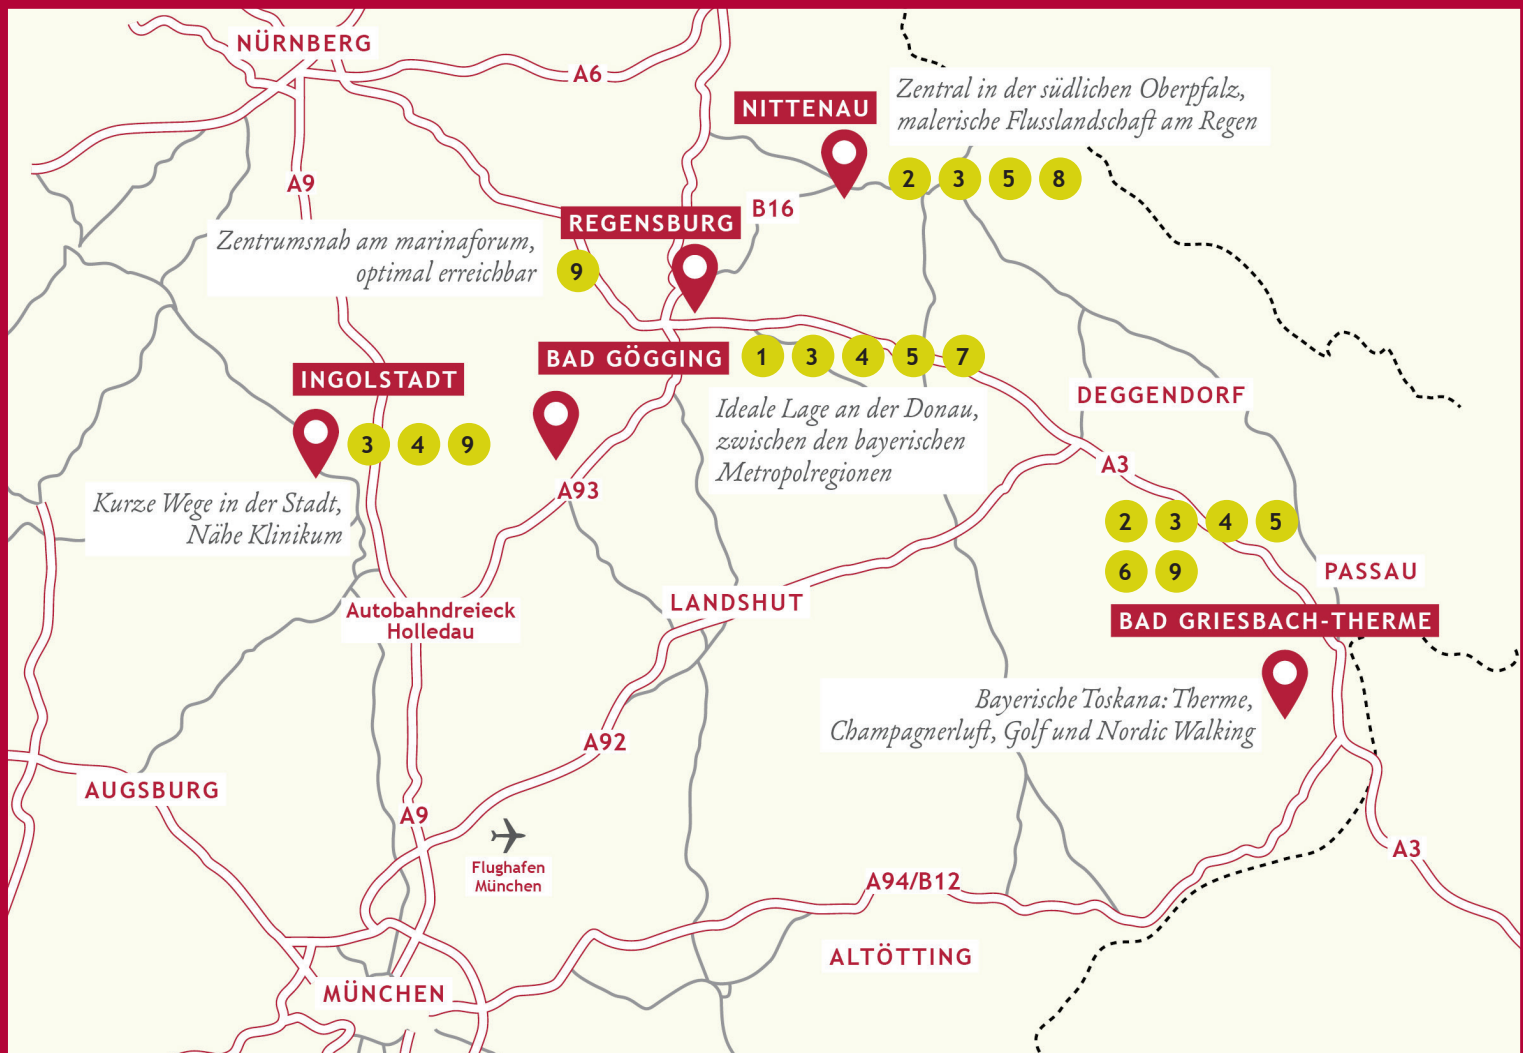 NÜRNBERG
A6
Zentral in der südlichen Oberpfalz,
malerische Flusslandschaft am Regen
NITTENAU
2 3 5 8
A9
B16
REGENSBURG
Zentrumsnah am marinaforum,
optimal erreichbar
9
BAD GÖGGING
1 3 4 5 7
INGOLSTADT
DEGGENDORF
Ideale Lage an der Donau,
zwischen den bayerischen
Metropolregionen
3 4 9
A3
A93
Kurze Wege in der Stadt,
Nähe Klinikum
2 3 4 5
6 9
PASSAU
LANDSHUT
Autobahndreieck
Holledau
BAD GRIESBACH-THERME
Bayerische Toskana: Therme,
Champagnerluft, Golf und Nordic Walking
A92
AUGSBURG
A9
A3
Flughafen
München
A94/B12
ALTÖTTING
MÜNCHEN